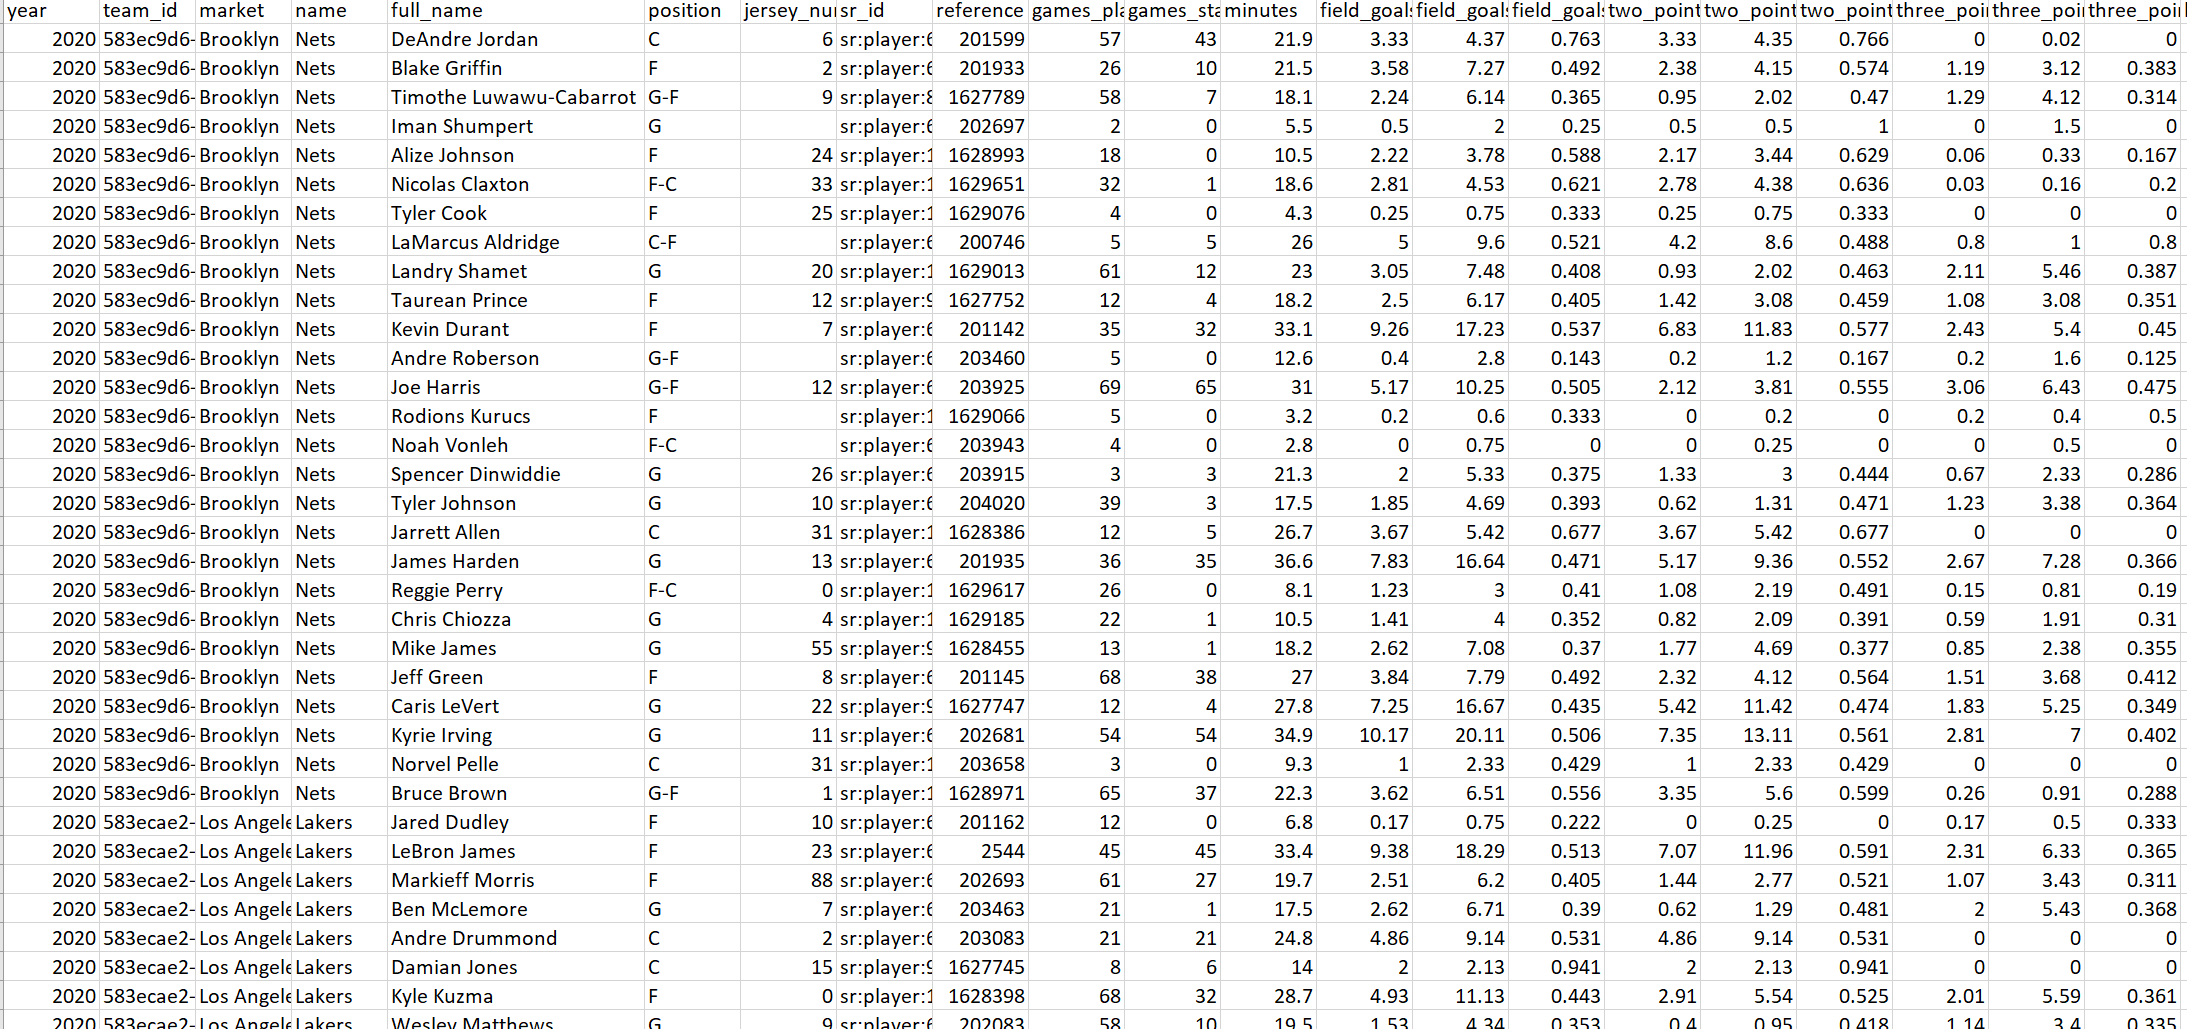 year team_id market name full_name position jersey_nu sr_id reference games_pla games_sta minutes field_goals field_goals field_goals two_point two_point two_point three_poi three_poi three_poi
2020 583ec9d6- Brooklyn Nets DeAndre Jordan C 6 sr:player:6 201599 57 43 21.9 3.33 4.37 0.763 3.33 4.35 0.766 0 0.02 0
2020 583ec9d6- Brooklyn Nets Blake Griffin F 2 sr:player:6 201933 26 10 21.5 3.58 7.27 0.492 2.38 4.15 0.574 1.19 3.12 0.383
2020 583ec9d6- Brooklyn Nets Timothe Luwawu-Cabarrot G-F 9 sr:player:8 1627789 58 7 18.1 2.24 6.14 0.365 0.95 2.02 0.47 1.29 4.12 0.314
2020 583ec9d6- Brooklyn Nets Iman Shumpert G sr:player:6 202697 2 0 5.5 0.5 2 0.25 0.5 0.5 1 0 1.5 0
2020 583ec9d6- Brooklyn Nets Alize Johnson F 24 sr:player:1 1628993 18 0 10.5 2.22 3.78 0.588 2.17 3.44 0.629 0.06 0.33 0.167
2020 583ec9d6- Brooklyn Nets Nicolas Claxton F-C 33 sr:player:1 1629651 32 1 18.6 2.81 4.53 0.621 2.78 4.38 0.636 0.03 0.16 0.2
2020 583ec9d6- Brooklyn Nets Tyler Cook F 25 sr:player:1 1629076 4 0 4.3 0.25 0.75 0.333 0.25 0.75 0.333 0 0 0
2020 583ec9d6- Brooklyn Nets LaMarcus Aldridge C-F sr:player:6 200746 5 5 26 5 9.6 0.521 4.2 8.6 0.488 0.8 1 0.8
2020 583ec9d6- Brooklyn Nets Landry Shamet G 20 sr:player:1 1629013 61 12 23 3.05 7.48 0.408 0.93 2.02 0.463 2.11 5.46 0.387
2020 583ec9d6- Brooklyn Nets Taurean Prince F 12 sr:player:9 1627752 12 4 18.2 2.5 6.17 0.405 1.42 3.08 0.459 1.08 3.08 0.351
2020 583ec9d6- Brooklyn Nets Kevin Durant F 7 sr:player:6 201142 35 32 33.1 9.26 17.23 0.537 6.83 11.83 0.577 2.43 5.4 0.45
2020 583ec9d6- Brooklyn Nets Andre Roberson G-F sr:player:6 203460 5 0 12.6 0.4 2.8 0.143 0.2 1.2 0.167 0.2 1.6 0.125
2020 583ec9d6- Brooklyn Nets Joe Harris G-F 12 sr:player:6 203925 69 65 31 5.17 10.25 0.505 2.12 3.81 0.555 3.06 6.43 0.475
2020 583ec9d6- Brooklyn Nets Rodions Kurucs F sr:player:1 1629066 5 0 3.2 0.2 0.6 0.333 0 0.2 0 0.2 0.4 0.5
2020 583ec9d6- Brooklyn Nets Noah Vonleh F-C sr:player:6 203943 4 0 2.8 0 0.75 0 0 0.25 0 0 0.5 0
2020 583ec9d6- Brooklyn Nets Spencer Dinwiddie G 26 sr:player:6 203915 3 3 21.3 2 5.33 0.375 1.33 3 0.444 0.67 2.33 0.286
2020 583ec9d6- Brooklyn Nets Tyler Johnson G 10 sr:player:6 204020 39 3 17.5 1.85 4.69 0.393 0.62 1.31 0.471 1.23 3.38 0.364
2020 583ec9d6- Brooklyn Nets Jarrett Allen C 31 sr:player:1 1628386 12 5 26.7 3.67 5.42 0.677 3.67 5.42 0.677 0 0 0
2020 583ec9d6- Brooklyn Nets James Harden G 13 sr:player:6 201935 36 35 36.6 7.83 16.64 0.471 5.17 9.36 0.552 2.67 7.28 0.366
2020 583ec9d6- Brooklyn Nets Reggie Perry F-C 0 sr:player:1 1629617 26 0 8.1 1.23 3 0.41 1.08 2.19 0.491 0.15 0.81 0.19
2020 583ec9d6- Brooklyn Nets Chris Chiozza G 4 sr:player:1 1629185 22 1 10.5 1.41 4 0.352 0.82 2.09 0.391 0.59 1.91 0.31
2020 583ec9d6- Brooklyn Nets Mike James G 55 sr:player:9 1628455 13 1 18.2 2.62 7.08 0.37 1.77 4.69 0.377 0.85 2.38 0.355
2020 583ec9d6- Brooklyn Nets Jeff Green F 8 sr:player:6 201145 68 38 27 3.84 7.79 0.492 2.32 4.12 0.564 1.51 3.68 0.412
2020 583ec9d6- Brooklyn Nets Caris LeVert G 22 sr:player:9 1627747 12 4 27.8 7.25 16.67 0.435 5.42 11.42 0.474 1.83 5.25 0.349
2020 583ec9d6- Brooklyn Nets Kyrie Irving G 11 sr:player:6 202681 54 54 34.9 10.17 20.11 0.506 7.35 13.11 0.561 2.81 7 0.402
2020 583ec9d6- Brooklyn Nets Norvel Pelle C 31 sr:player:1 203658 3 0 9.3 1 2.33 0.429 1 2.33 0.429 0 0 0
2020 583ec9d6- Brooklyn Nets Bruce Brown G-F 1 sr:player:1 1628971 65 37 22.3 3.62 6.51 0.556 3.35 5.6 0.599 0.26 0.91 0.288
2020 583ecae2- Los Angele Lakers Jared Dudley F 10 sr:player:6 201162 12 0 6.8 0.17 0.75 0.222 0 0.25 0 0.17 0.5 0.333
2020 583ecae2- Los Angele Lakers LeBron James F 23 sr:player:6 2544 45 45 33.4 9.38 18.29 0.513 7.07 11.96 0.591 2.31 6.33 0.365
2020 583ecae2- Los Angele Lakers Markieff Morris F 88 sr:player:6 202693 61 27 19.7 2.51 6.2 0.405 1.44 2.77 0.521 1.07 3.43 0.311
2020 583ecae2- Los Angele Lakers Ben McLemore G 7 sr:player:6 203463 21 1 17.5 2.62 6.71 0.39 0.62 1.29 0.481 2 5.43 0.368
2020 583ecae2- Los Angele Lakers Andre Drummond C 2 sr:player:6 203083 21 21 24.8 4.86 9.14 0.531 4.86 9.14 0.531 0 0 0
2020 583ecae2- Los Angele Lakers Damian Jones C 15 sr:player:9 1627745 8 6 14 2 2.13 0.941 2 2.13 0.941 0 0 0
2020 583ecae2- Los Angele Lakers Kyle Kuzma F 0 sr:player:1 1628398 68 32 28.7 4.93 11.13 0.443 2.91 5.54 0.525 2.01 5.59 0.361
2020 583ecae2- Los Angele Lakers Wesley Matthews G 9 sr:player:6 202083 58 10 19.5 1.53 4.34 0.353 0.4 0.95 0.418 1.14 3.4 0.335